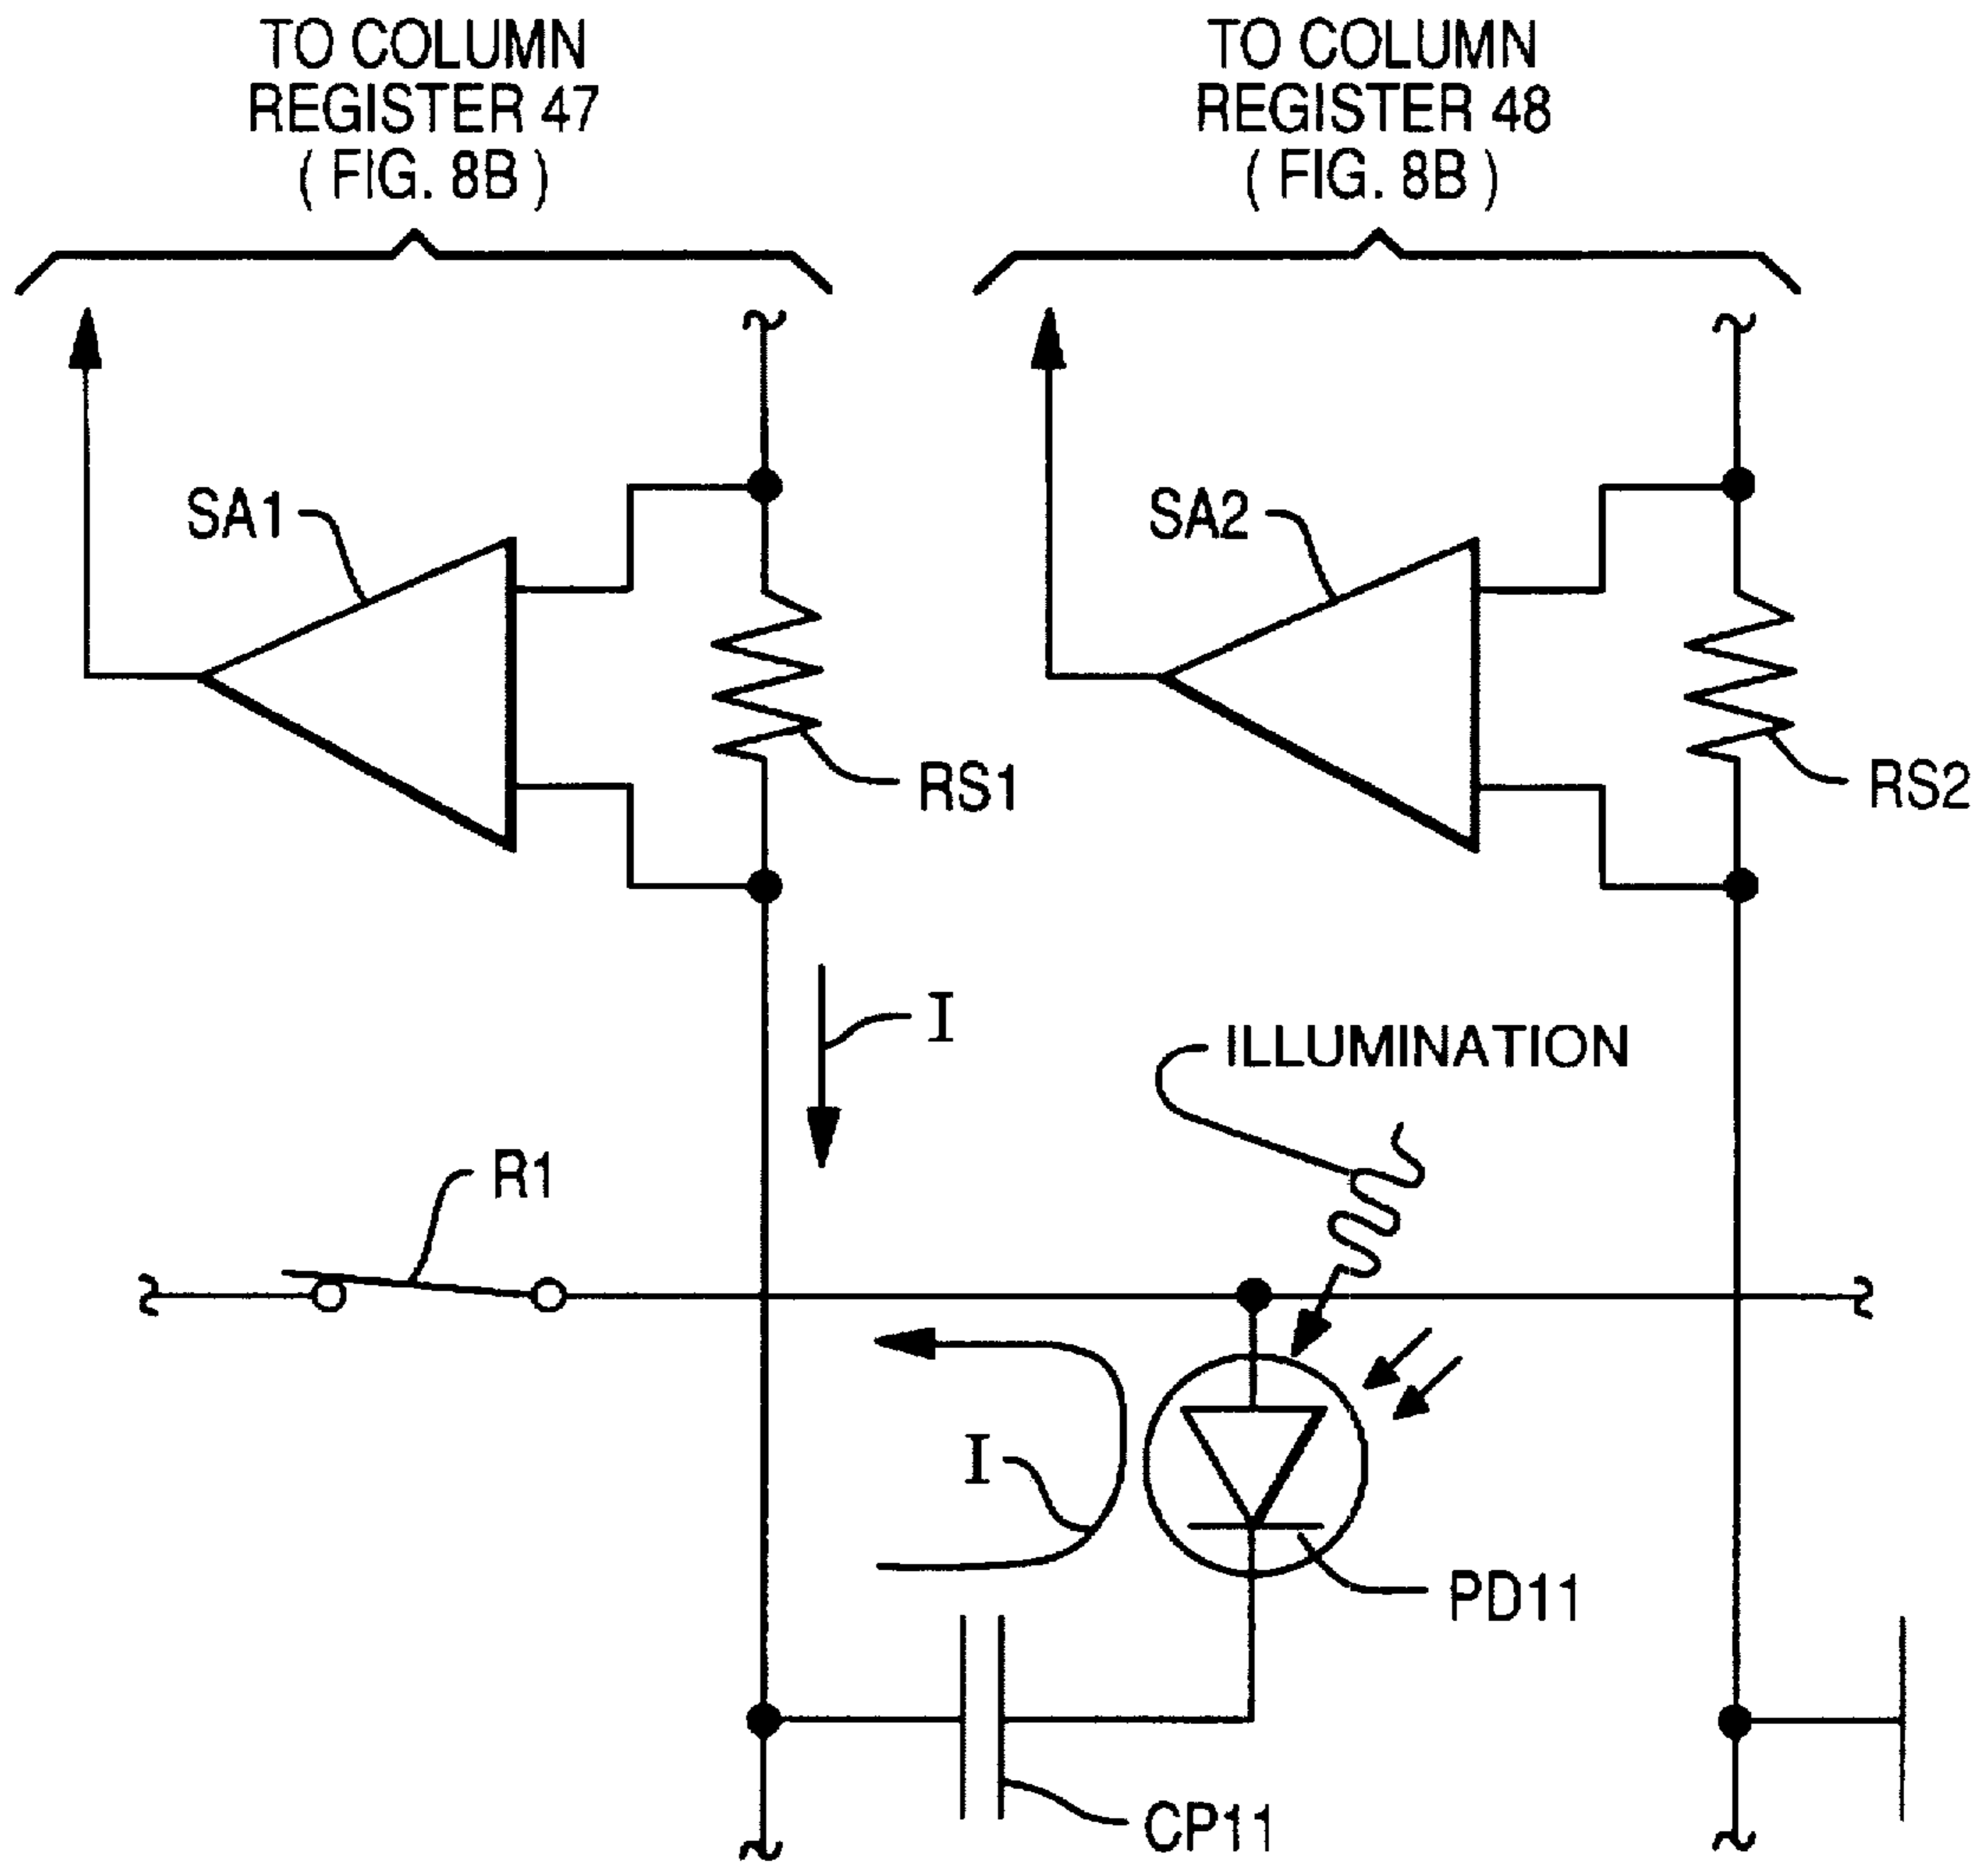 TO COLUMN
REGISTER 47
( FIG. 8B )
TO COLUMN
REGISTER 48
( FIG. 8B )
SA1
SA2
RS1
RS2
I
ILLUMINATION
R1
I
PD11
CP11